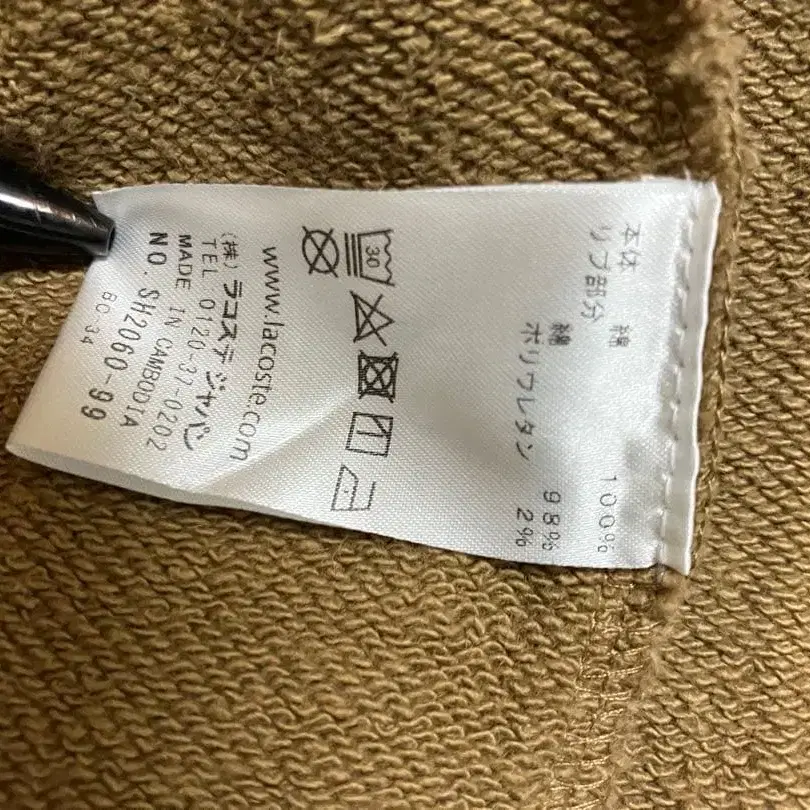 本体 綿 100%
リブ部分 綿 98%
ポリウレタン 2%
30
www.lacoste.com
(株) ラコステ ジャパン
TEL 0120-37-0202
MADE IN CAMBODIA
NO. SH2060-99
BC 34